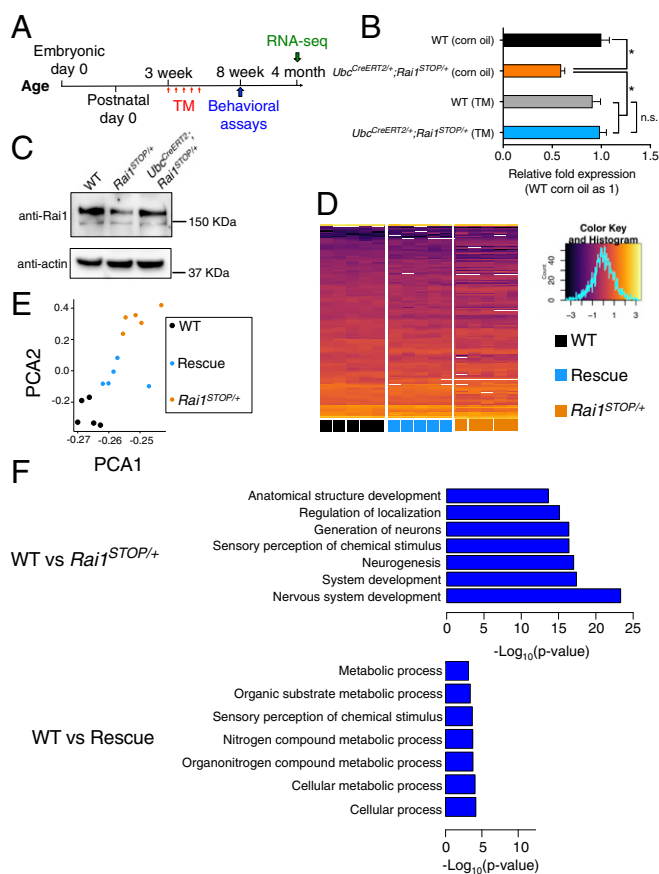 A
RNA-seq
Embryonic
day 0
3 week
8 week
4 month
Age
Postnatal
day 0
TM
Behavioral
assays
B
WT (corn oil)
Ubc^CreERT2/+;Rai1^STOP/+ (corn oil)
WT (TM)
Ubc^CreERT2/+;Rai1^STOP/+ (TM)
*
*
n.s.
0.0 0.5 1.0 1.5
Relative fold expression
(WT corn oil as 1)
C
WT
Rai1^STOP/+
Ubc^CreERT2;
Rai1^STOP/+
anti-Rai1
150 KDa
anti-actin
37 KDa
D
Color Key
and Histogram
Count
0 20 40
-3 -1 0 1 3
WT
Rescue
Rai1^STOP/+
E
PCA2
0.4
0.0
-0.2
-0.27 -0.26 -0.25
PCA1
WT
Rescue
Rai1^STOP/+
F
WT vs Rai1^STOP/+
Anatomical structure development
Regulation of localization
Generation of neurons
Sensory perception of chemical stimulus
Neurogenesis
System development
Nervous system development
0 5 10 15 20 25
-Log10(p-value)
WT vs Rescue
Metabolic process
Organic substrate metabolic process
Sensory perception of chemical stimulus
Nitrogen compound metabolic process
Organonitrogen compound metabolic process
Cellular metabolic process
Cellular process
0 5 10
-Log10(p-value)